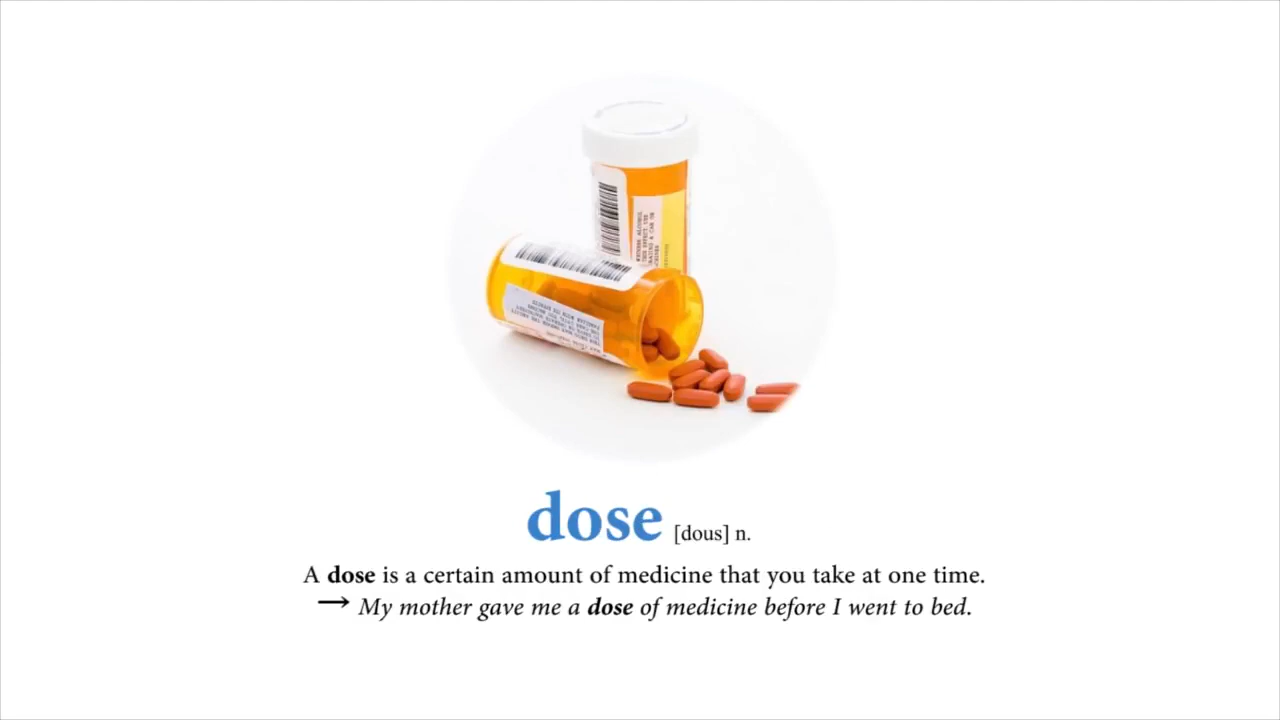 dose [dous] n.
A dose is a certain amount of medicine that you take at one time.
→ My mother gave me a dose of medicine before I went to bed.